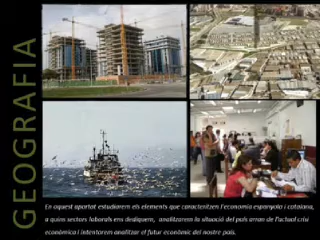 GEOGRAFIA
En aquest apartat estudiarem els elements que caracteritzen l'economia espanyola i catalana,
a quins sectors laborals ens dediquem, analitzarem la situació del país arran de l'actual crisi
econòmica i intentarem analitzar el futur econòmic del nostre país.